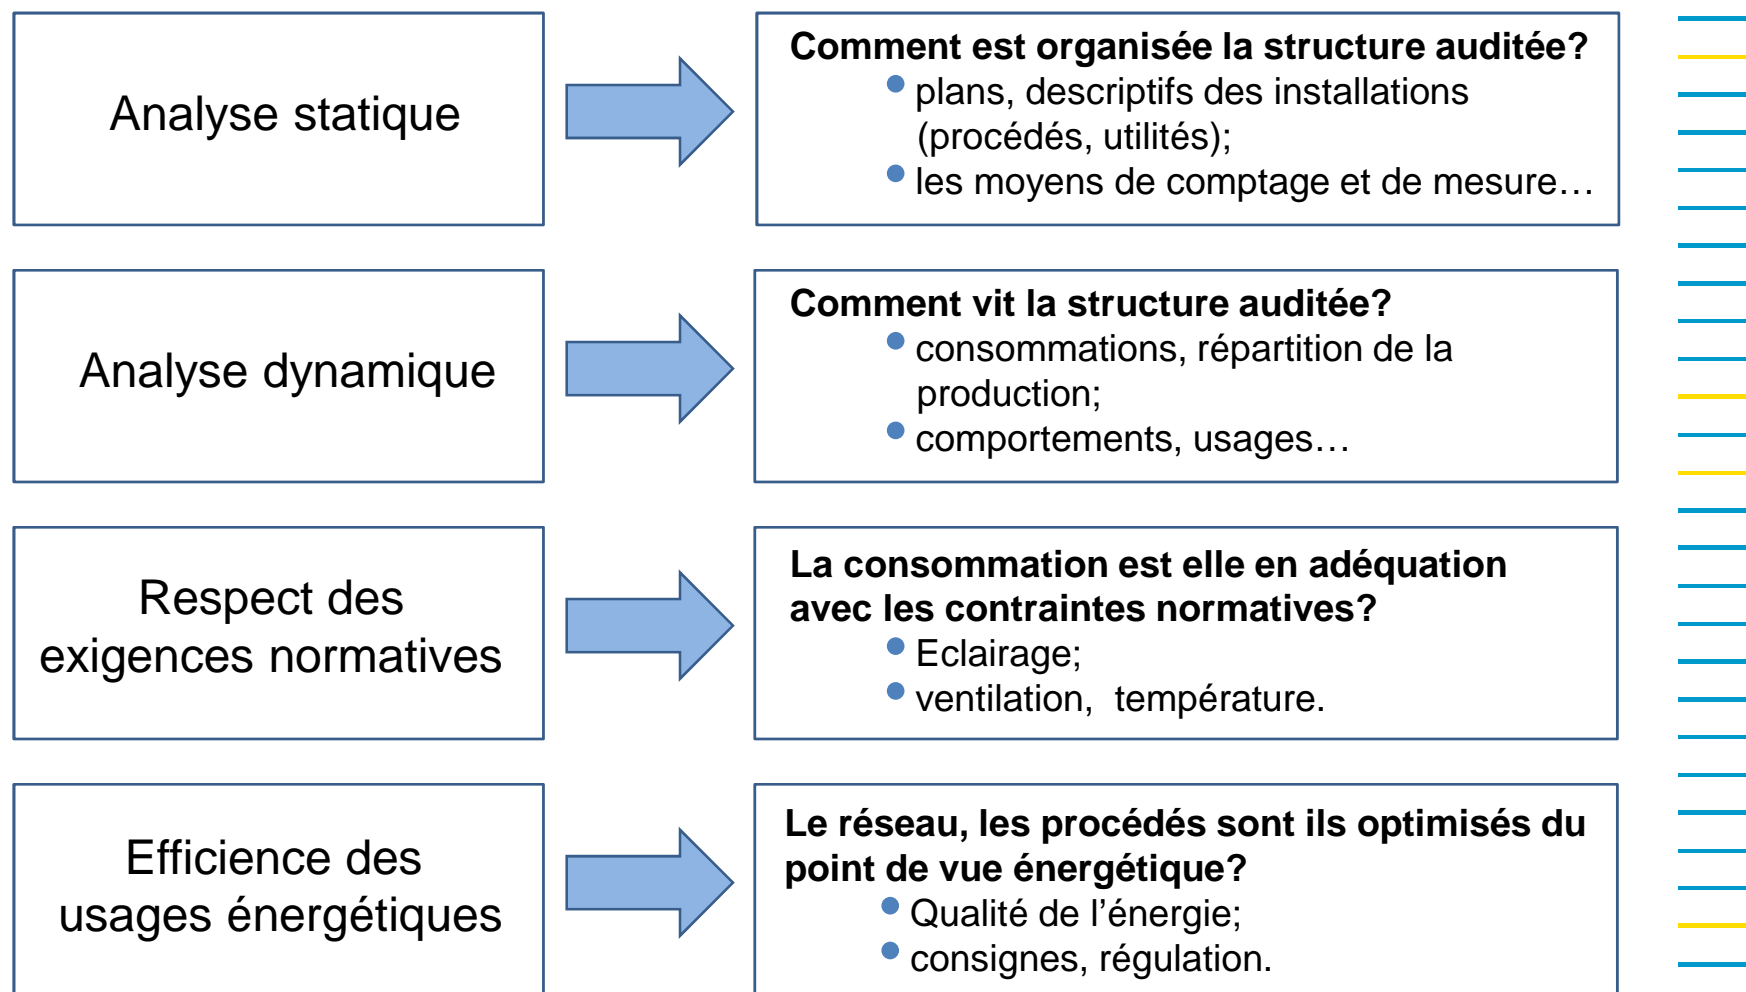 Analyse statique
Comment est organisée la structure auditée?
plans, descriptifs des installations
(procédés, utilités);
les moyens de comptage et de mesure…
Analyse dynamique
Comment vit la structure auditée?
consommations, répartition de la
production;
comportements, usages…
Respect des
exigences normatives
La consommation est elle en adéquation
avec les contraintes normatives?
Eclairage;
ventilation,  température.
Efficience des
usages énergétiques
Le réseau, les procédés sont ils optimisés du
point de vue énergétique?
Qualité de l’énergie;
consignes, régulation.